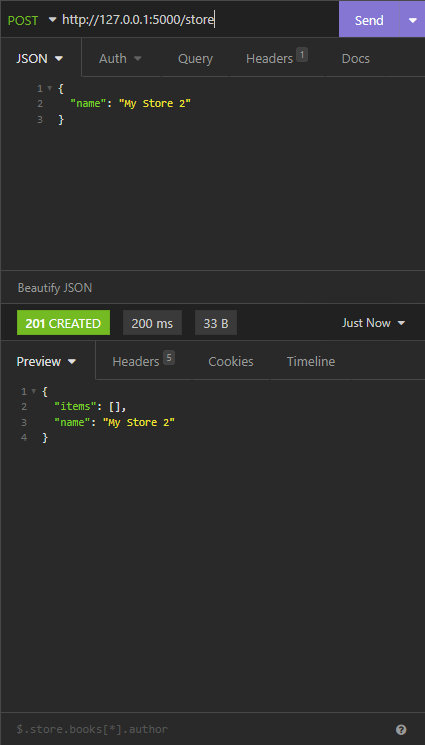 POST http://127.0.0.1:5000/store Send
JSON Auth Query Headers 1 Docs
1 {
2 "name": "My Store 2"
3 }
Beautify JSON
201 CREATED 200 ms 33 B Just Now
Preview Headers 5 Cookies Timeline
1 {
2 "items": [],
3 "name": "My Store 2"
4 }
$.store.books[*].author ?